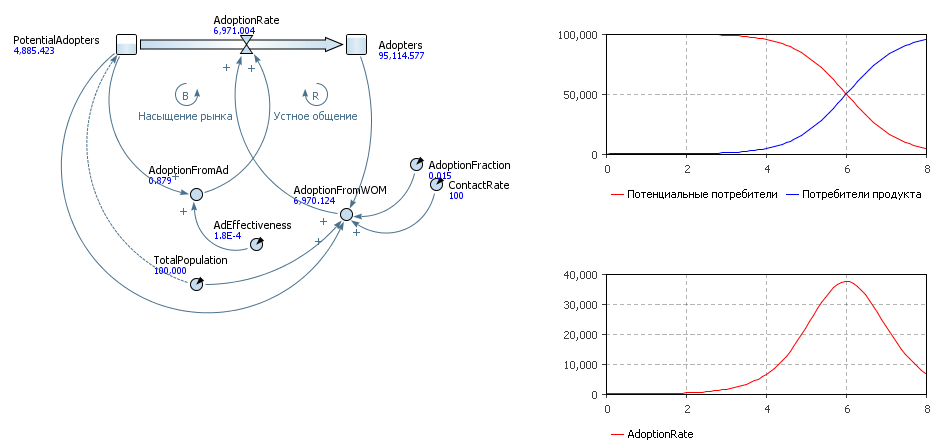 AdoptionRate
6,971.004
PotentialAdopters
4,885.423
Adopters
95,114.577
+ +
B
R
Насыщение рынка
Устное общение
AdoptionFromAd
0.879
+
AdoptionFraction
0.015
ContactRate
100
AdoptionFromWOM
6,970.124
+
+
+
+
AdEffectiveness
1.8E-4
TotalPopulation
100,000
100,000
50,000
0
0 2 4 6 8
Потенциальные потребители
Потребители продукта
40,000
30,000
20,000
10,000
0
0 2 4 6 8
AdoptionRate